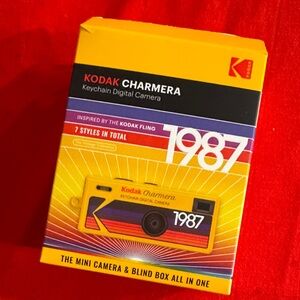 KODAK
KODAK CHARMERA
Keychain Digital Camera
INSPIRED BY THE KODAK FLING
7 STYLES IN TOTAL
1987
Kodak Charmera
KEYCHAIN DIGITAL CAMERA
1987
THE MINI CAMERA & BLIND BOX ALL IN ONE